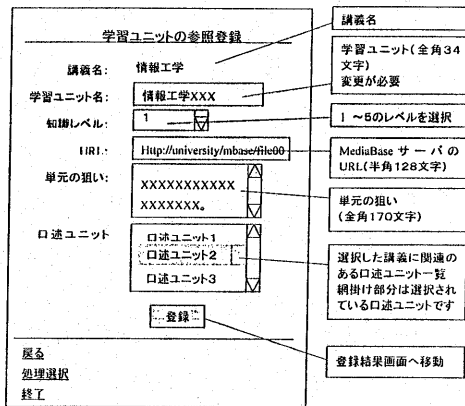 学習ユニットの参照登録
講義名: 情報工学
学習ユニット名: 情報工学XXX
知識レベル: 1
URL: Http://university/mbase/file00
単元の狙い: XXXXXXXXXXX
XXXXXXX。
口述ユニット
口述ユニット1
口述ユニット2
口述ユニット3
登録
戻る
処理選択
終了
講義名
学習ユニット(全角34
文字)
変更が必要
1 ~5のレベルを選択
MediaBase サーバの
URL(半角128文字)
単元の狙い
(全角170文字)
選択した講義に関連の
ある口述ユニット一覧
網掛け部分は選択され
ている口述ユニットです
登録結果画面へ移動